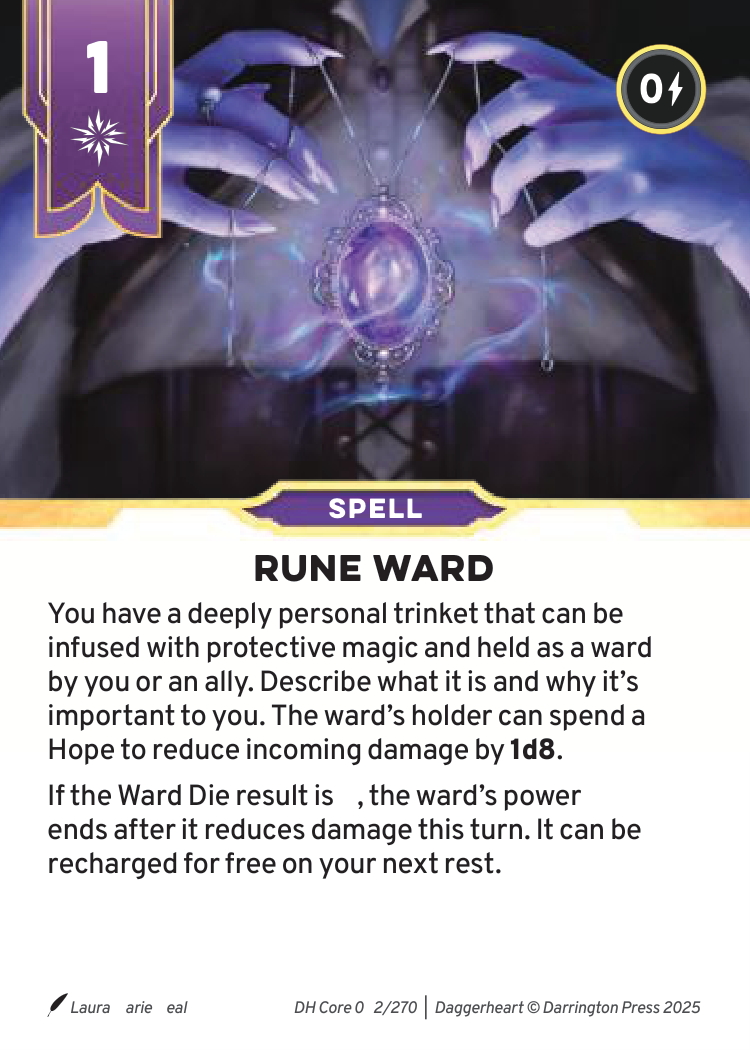 1
0
SPELL
RUNE WARD
You have a deeply personal trinket that can be
infused with protective magic and held as a ward
by you or an ally. Describe what it is and why it’s
important to you. The ward’s holder can spend a
Hope to reduce incoming damage by 1d8.
If the Ward Die result is , the ward’s power
ends after it reduces damage this turn. It can be
recharged for free on your next rest.
Laura arie eal
DH Core 0 2/270 | Daggerheart © Darrington Press 2025